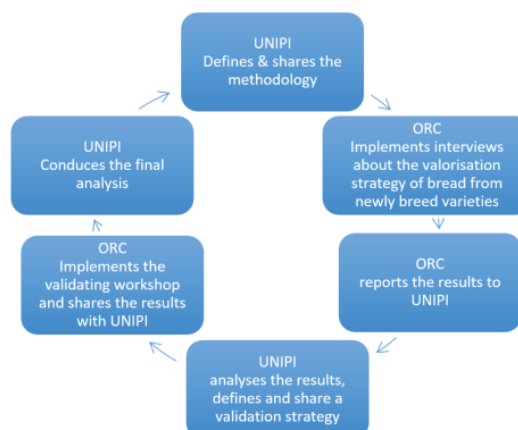 UNIPI
Defines & shares the
methodology
ORC
Implements interviews
about the valorisation
strategy of bread from
newly breed varieties
ORC
reports the results to
UNIPI
UNIPI
analyses the results,
defines and share a
validation strategy
ORC
Implements the
validating workshop
and shares the results
with UNIPI
UNIPI
Conduces the final
analysis